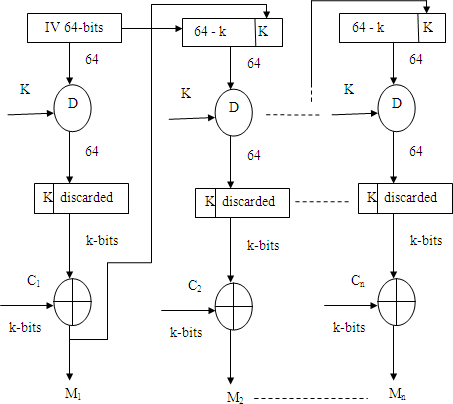 IV 64-bits 64 - k K 64 - k K
64 64 64
K D K D K D
64 64 64
K discarded K discarded K discarded
k-bits k-bits k-bits
C1 C2 Cn
k-bits k-bits k-bits
M1 M2 Mn